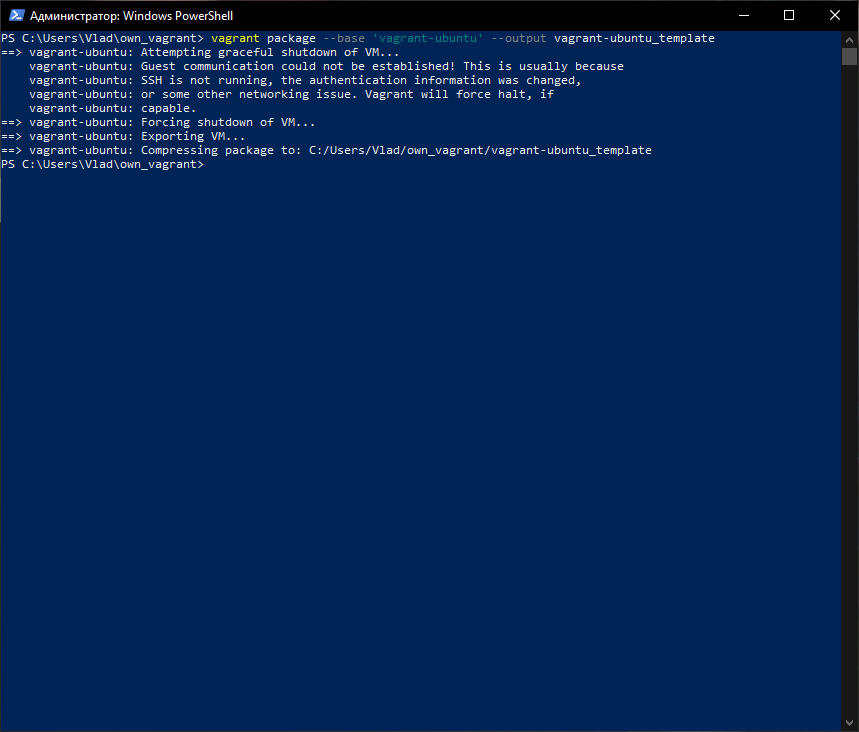 Администратор: Windows PowerShell
PS C:\Users\Vlad\own_vagrant> vagrant package --base 'vagrant-ubuntu' --output vagrant-ubuntu_template
==> vagrant-ubuntu: Attempting graceful shutdown of VM...
    vagrant-ubuntu: Guest communication could not be established! This is usually because
    vagrant-ubuntu: SSH is not running, the authentication information was changed,
    vagrant-ubuntu: or some other networking issue. Vagrant will force halt, if
    vagrant-ubuntu: capable.
==> vagrant-ubuntu: Forcing shutdown of VM...
==> vagrant-ubuntu: Exporting VM...
==> vagrant-ubuntu: Compressing package to: C:/Users/Vlad/own_vagrant/vagrant-ubuntu_template
PS C:\Users\Vlad\own_vagrant>